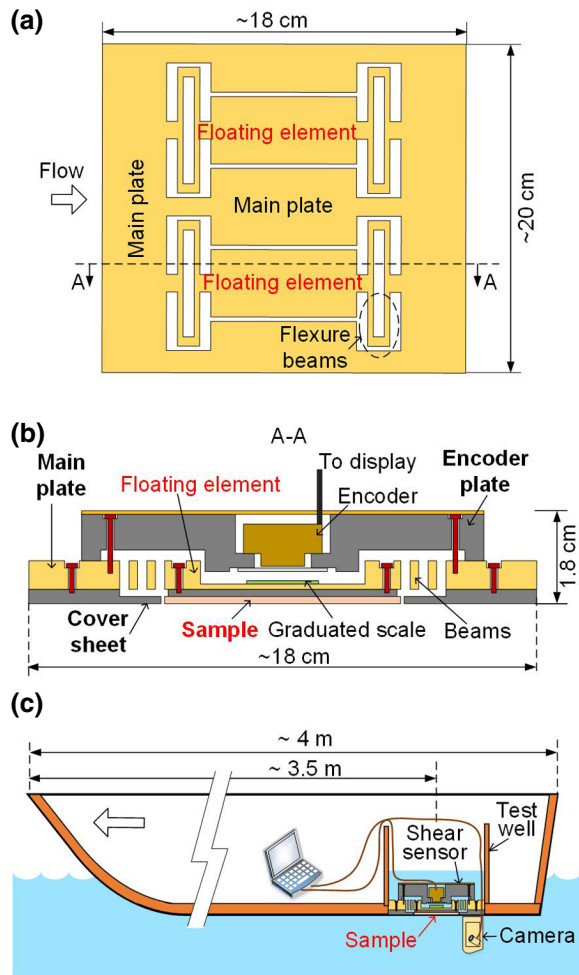 (a)
~18 cm
Floating element
Flow
Main plate
Main plate
~20 cm
A
A
Floating element
Flexure
beams
(b)
A-A
To display
Main
plate
Floating element
Encoder
Encoder
plate
1.8 cm
Cover
sheet
Sample
Graduated scale
Beams
~18 cm
(c)
~ 4 m
~ 3.5 m
Test
well
Shear
sensor
Sample
Camera